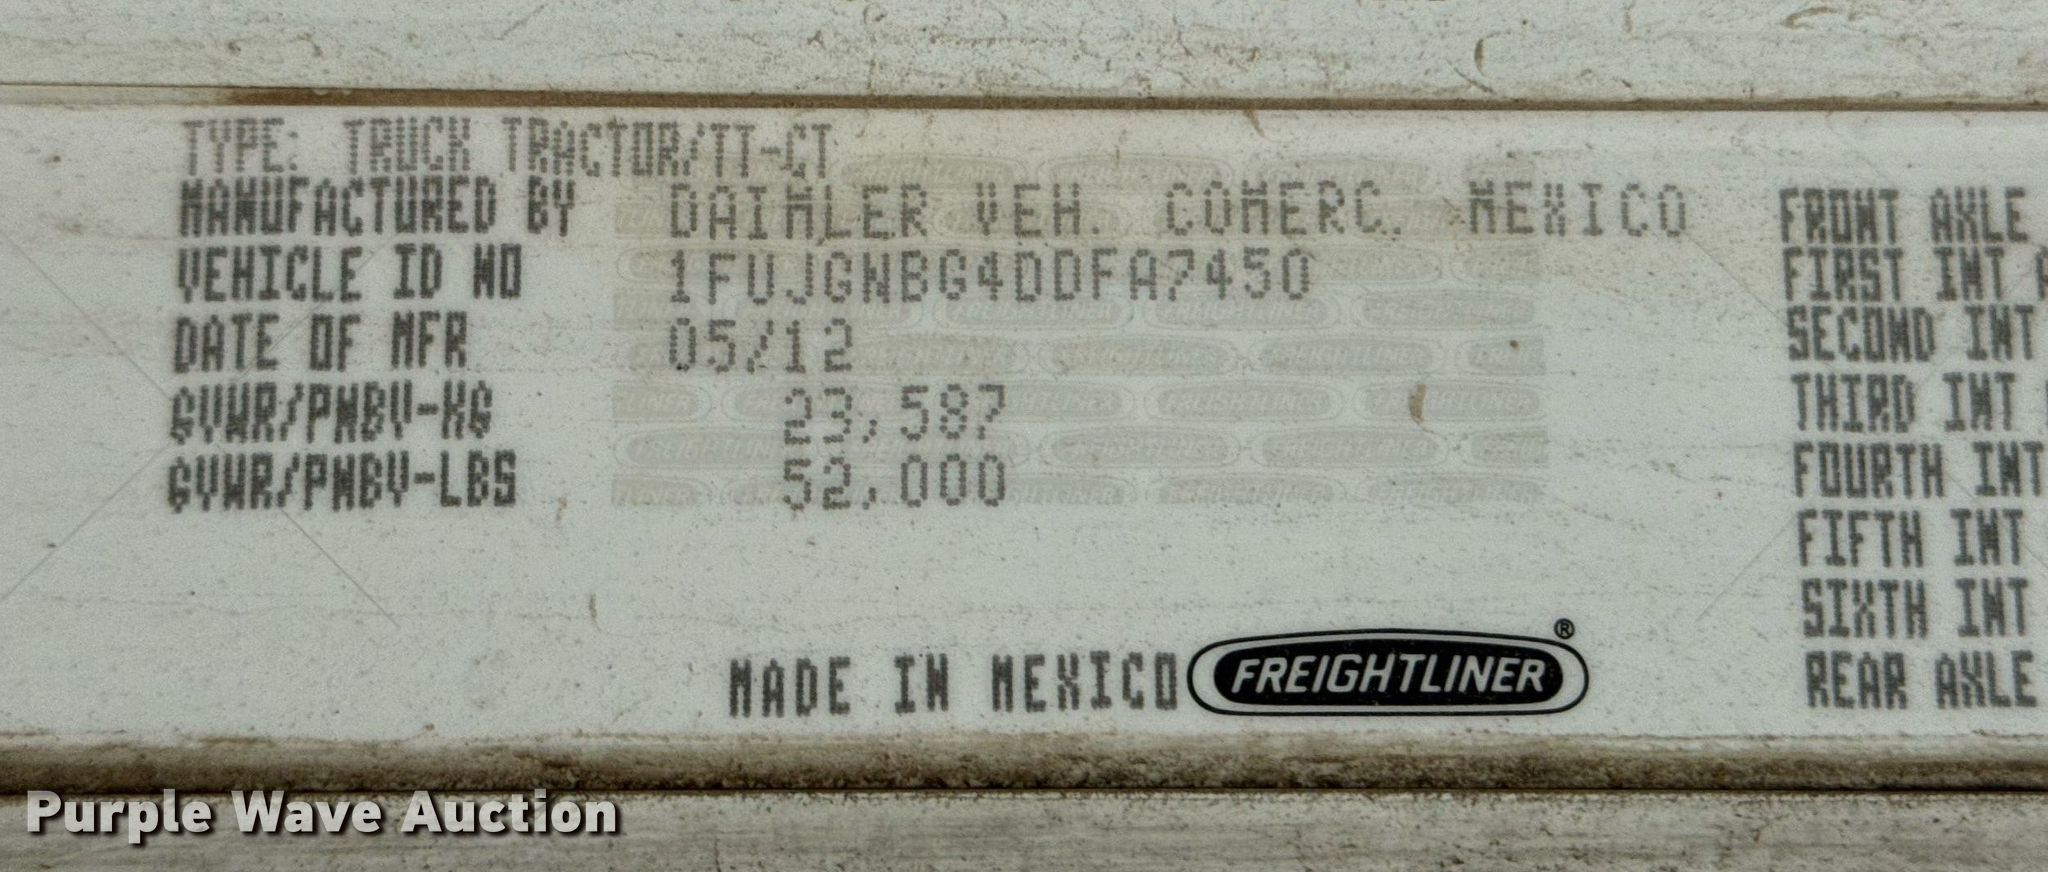 TYPE: TRUCK TRACTOR/TT-CT
MANUFACTURED BY DAIMLER VEH. COMERC. MEXICO
VEHICLE ID NO 1FUJGNBG4DDFA7450
DATE OF MFR 05/12
GVWR/PNBV-KG 23,587
GVWR/PNBV-LBS 52,000
MADE IN MEXICO FREIGHTLINER®
FRONT AXLE
FIRST INT A
SECOND INT
THIRD INT
FOURTH INT
FIFTH INT
SIXTH INT
REAR AXLE
Purple Wave Auction